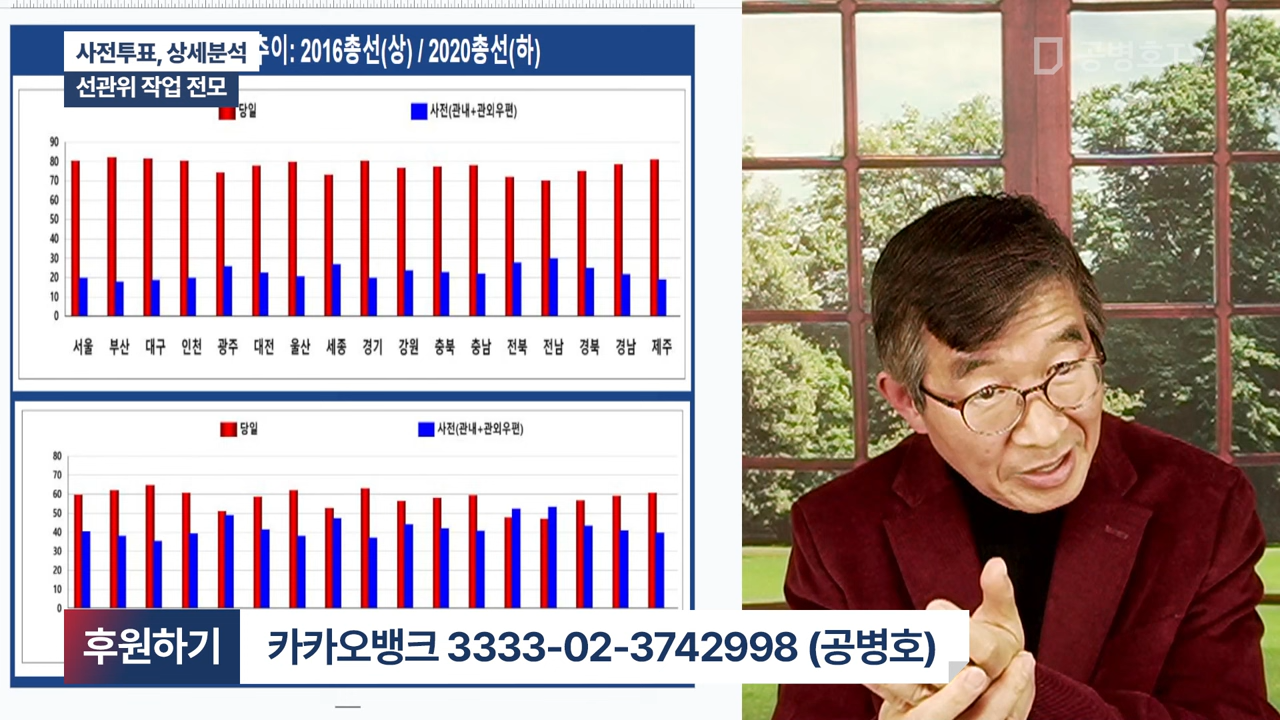 사전투표, 상세분석
추이: 2016총선(상) / 2020총선(하)
선관위 작업 전모
공병호TV
당일
사전(관내+관외우편)
90
80
70
60
50
40
30
20
10
0
서울 부산 대구 인천 광주 대전 울산 세종 경기 강원 충북 충남 전북 전남 경북 경남 제주
당일
사전(관내+관외우편)
80
70
60
50
40
30
20
10
0
후원하기
카카오뱅크 3333-02-3742998 (공병호)